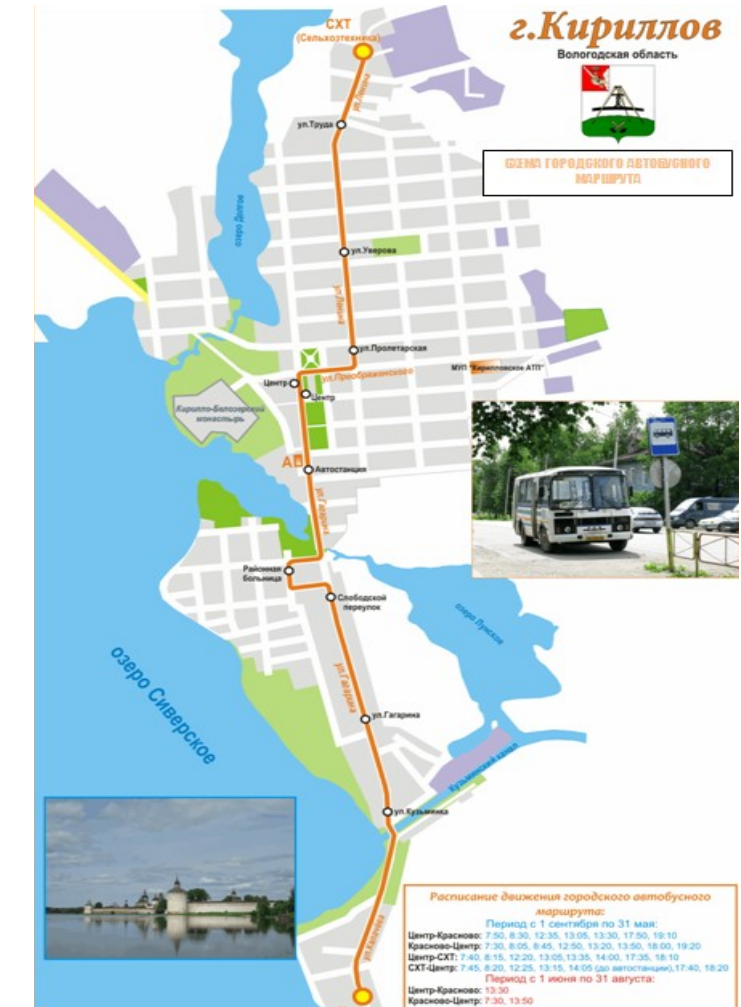 СХТ
(Сельхозтехника)
г.Кириллов
Вологодская область
СХЕМА ГОРОДСКОГО АВТОБУСНОГО
МАРШРУТА
ул.Ленина
ул.Труда
озеро Долгое
ул.Уверова
ул.Ленина
ул.Пролетарская
ул.Преображенского
МУП "Кирилловское АТП"
Центр
Центр
Кирилло-Белозерский
монастырь
А
Автостанция
ул.Гагарина
Районная
больница
Слободской
переулок
озеро Лунское
озеро Сиверское
ул.Гагарина
ул.Гагарина
Кузьминский канал
ул.Кузьминка
Расписание движения городского автобусного
маршрута:
Период с 1 сентября по 31 мая:
Центр-Красново: 7:50, 8:30, 12:35, 13:05, 13:30, 17:50, 19:10
Красново-Центр: 7:30, 8:05, 8:45, 12:50, 13:20, 13:50, 18:00, 19:20
Центр-СХТ: 7:40, 8:15, 12:20, 13:05,13:35, 14:00, 17:35, 18:10
СХТ-Центр: 7:45, 8:20, 12:25, 13:15, 14:05 (до автостанции),17:40, 18:20
Период с 1 июня по 31 августа:
Центр-Красново: 13:30
Красново-Центр: 7:30, 13:50